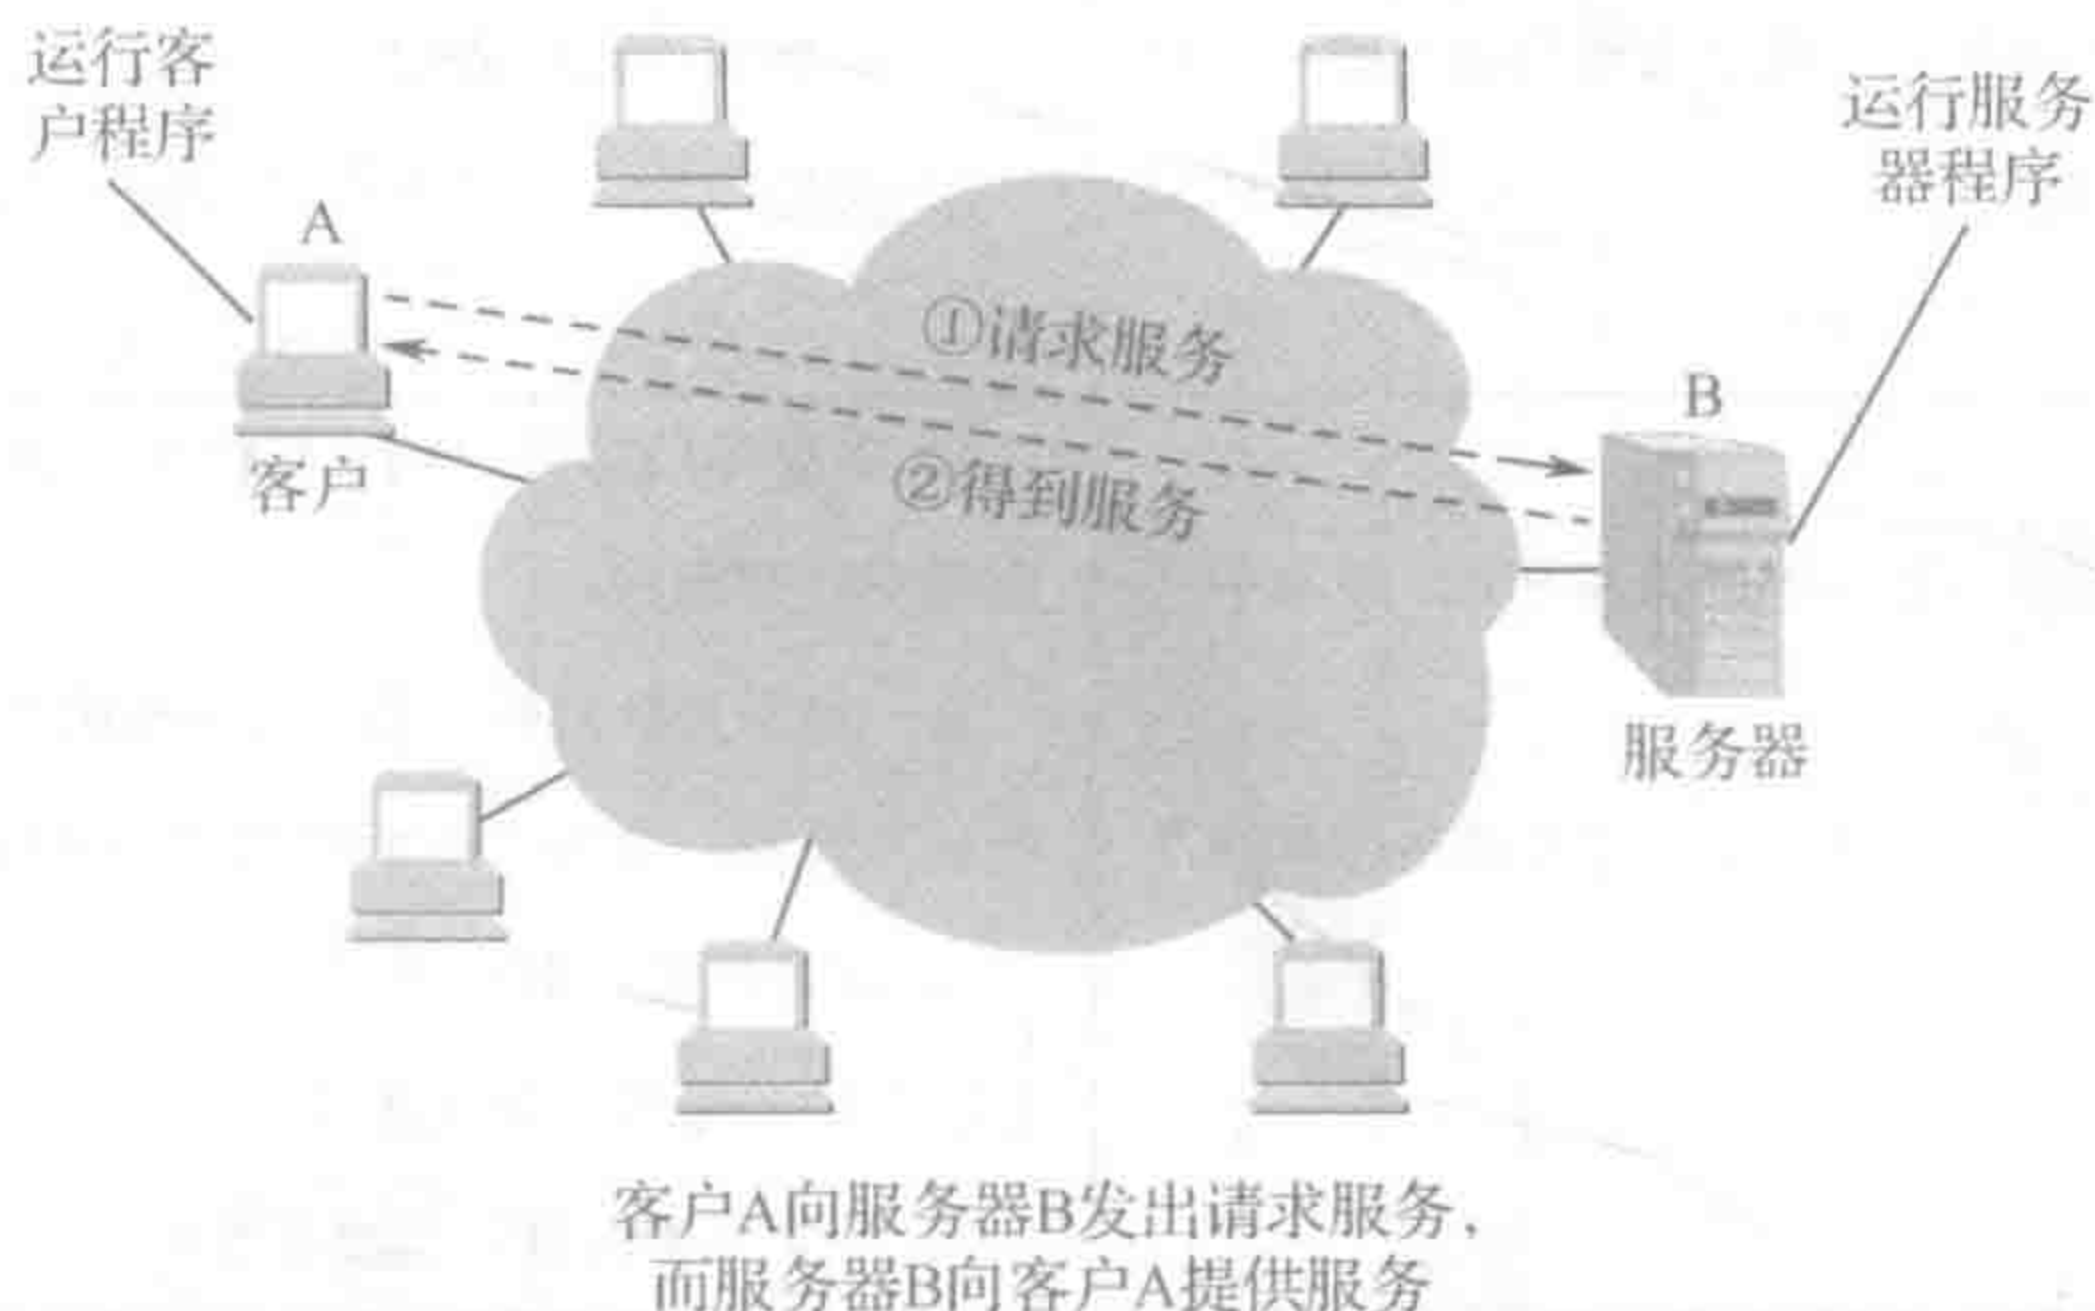 运行客
户程序
A
客户
①请求服务
②得到服务
运行服务
器程序
B
服务器
客户A向服务器B发出请求服务，
而服务器B向客户A提供服务